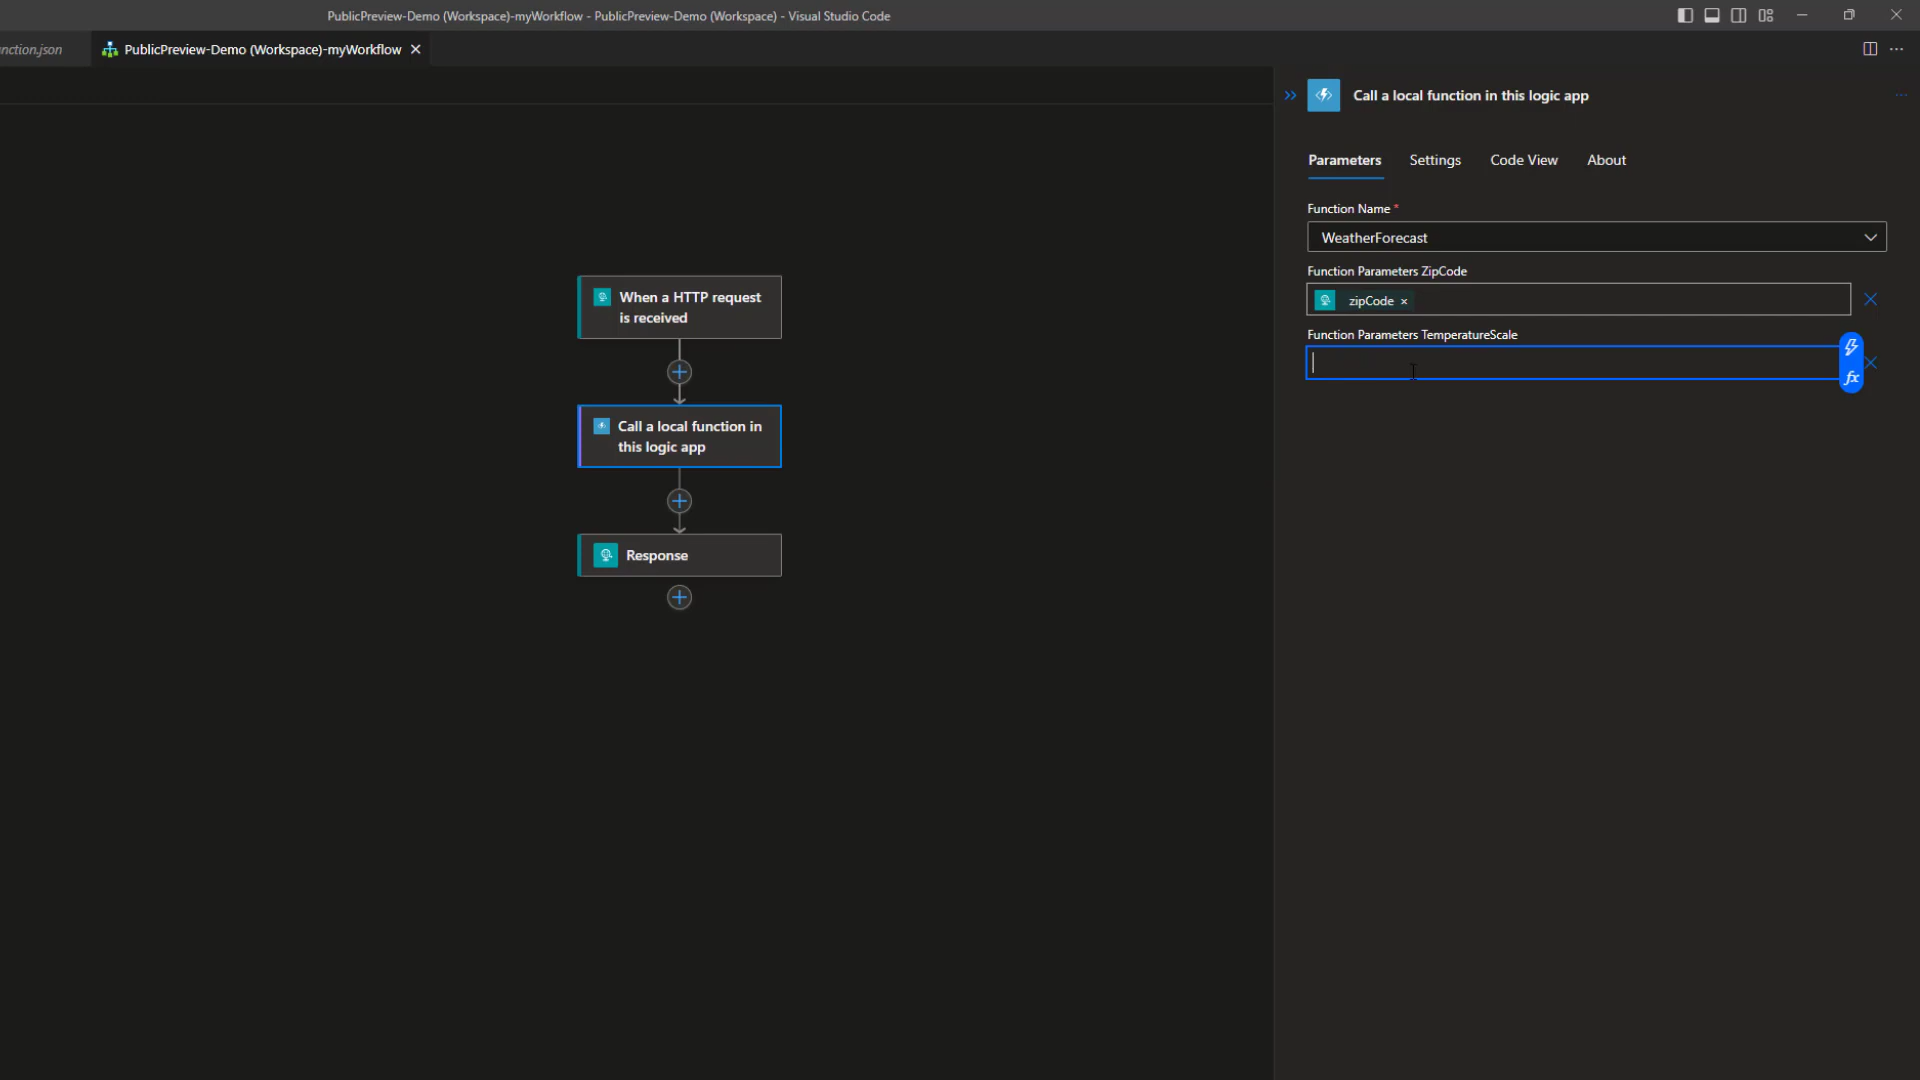 PublicPreview-Demo (Workspace)-myWorkflow - PublicPreview-Demo (Workspace) - Visual Studio Code
nction.json
PublicPreview-Demo (Workspace)-myWorkflow
Call a local function in this logic app
Parameters
Settings
Code View
About
Function Name *
WeatherForecast
Function Parameters ZipCode
zipCode
Function Parameters TemperatureScale
fx
When a HTTP request
is received
Call a local function in
this logic app
Response